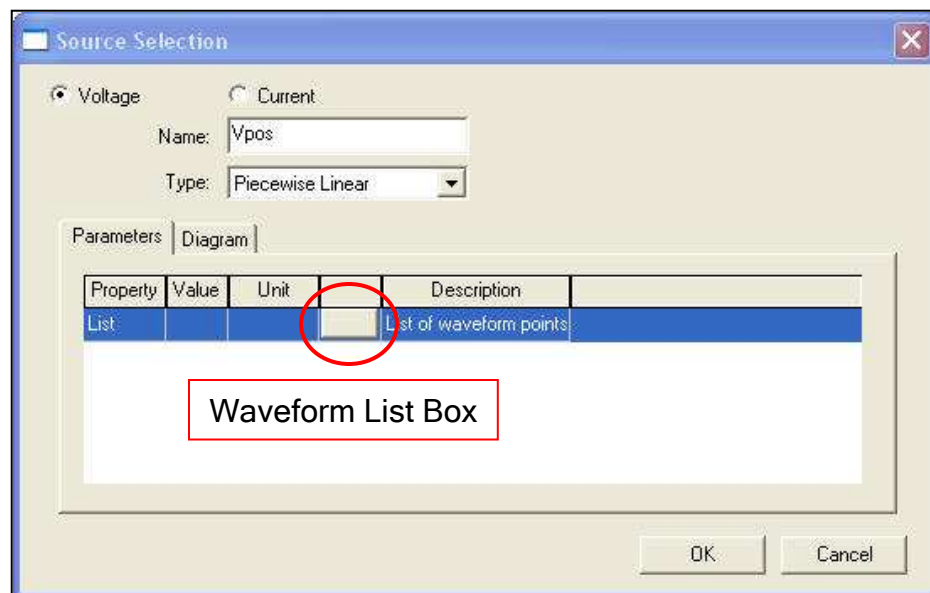 Source Selection
Voltage Current
Name: Vpos
Type: Piecewise Linear
Parameters Diagram
Property Value Unit Description
List List of waveform points
Waveform List Box
OK Cancel